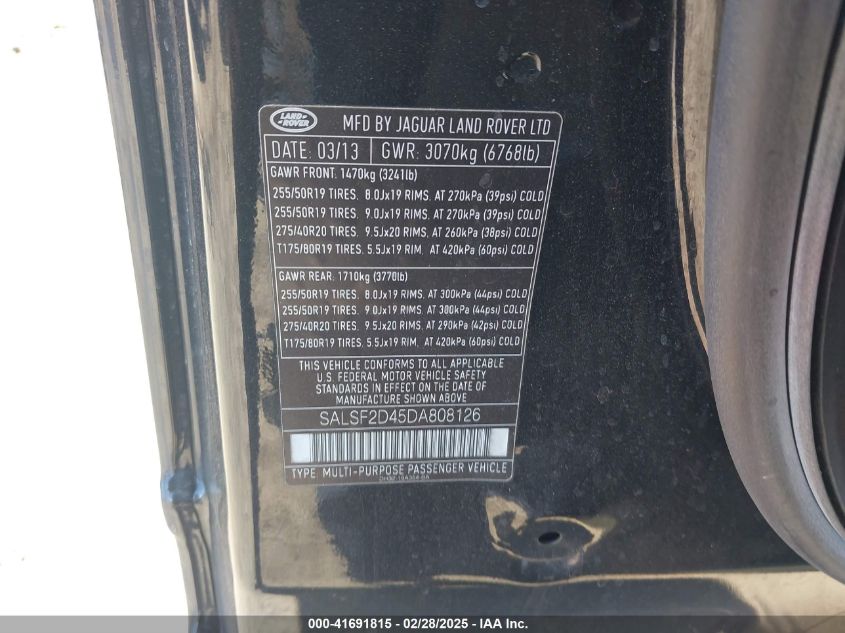 LAND-
ROVER
MFD BY JAGUAR LAND ROVER LTD
DATE: 03/13 GWR: 3070kg (6768lb)
GAWR FRONT: 1470kg (3241lb)
255/50R19 TIRES. 8.0Jx19 RIMS. AT 270kPa (39psi) COLD
255/50R19 TIRES. 9.0Jx19 RIMS. AT 270kPa (39psi) COLD
275/40R20 TIRES. 9.5Jx20 RIMS. AT 260kPa (38psi) COLD
T175/80R19 TIRES. 5.5Jx19 RIM. AT 420kPa (60psi) COLD
GAWR REAR: 1710kg (3770lb)
255/50R19 TIRES. 8.0Jx19 RIMS. AT 300kPa (44psi) COLD
255/50R19 TIRES. 9.0Jx19 RIMS. AT 300kPa (44psi) COLD
275/40R20 TIRES. 9.5Jx20 RIMS. AT 290kPa (42psi) COLD
T175/80R19 TIRES. 5.5Jx19 RIM. AT 420kPa (60psi) COLD
THIS VEHICLE CONFORMS TO ALL APPLICABLE
U.S. FEDERAL MOTOR VEHICLE SAFETY
STANDARDS IN EFFECT ON THE DATE OF
MANUFACTURE SHOWN ABOVE
SALSF2D45DA808126
TYPE: MULTI-PURPOSE PASSENGER VEHICLE
000-41691815 / 02/28/2025 - IAA Inc.